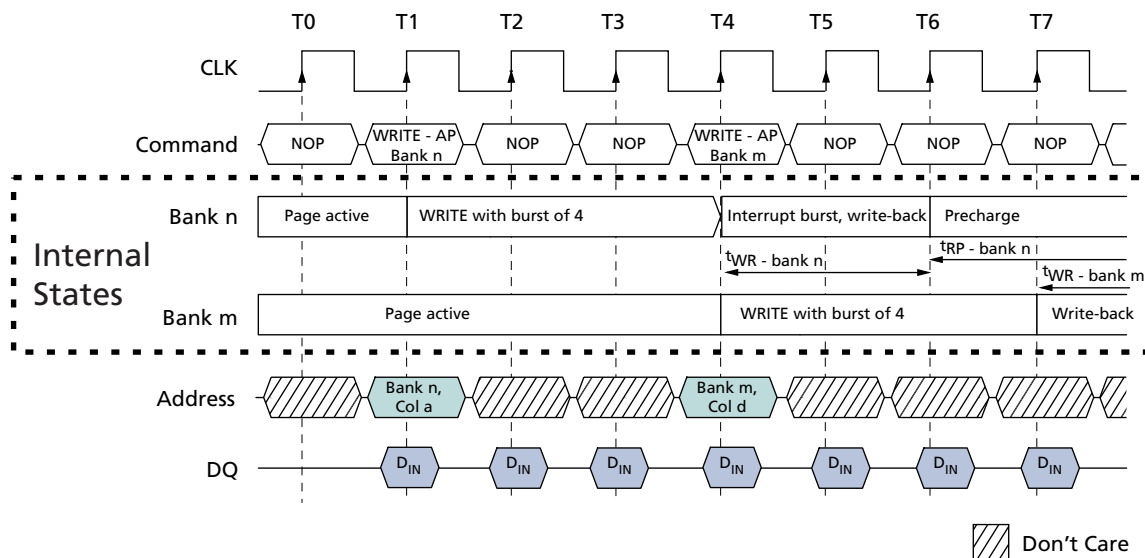 T0 T1 T2 T3 T4 T5 T6 T7
CLK
Command NOP WRITE - AP Bank n NOP NOP WRITE - AP Bank m NOP NOP NOP
Internal States
Bank n Page active WRITE with burst of 4 Interrupt burst, write-back Precharge
tWR - bank n tRP - bank n
tWR - bank m
Bank m Page active WRITE with burst of 4 Write-back
Address Bank n, Col a Bank m, Col d
DQ DIN DIN DIN DIN DIN DIN DIN
Don't Care